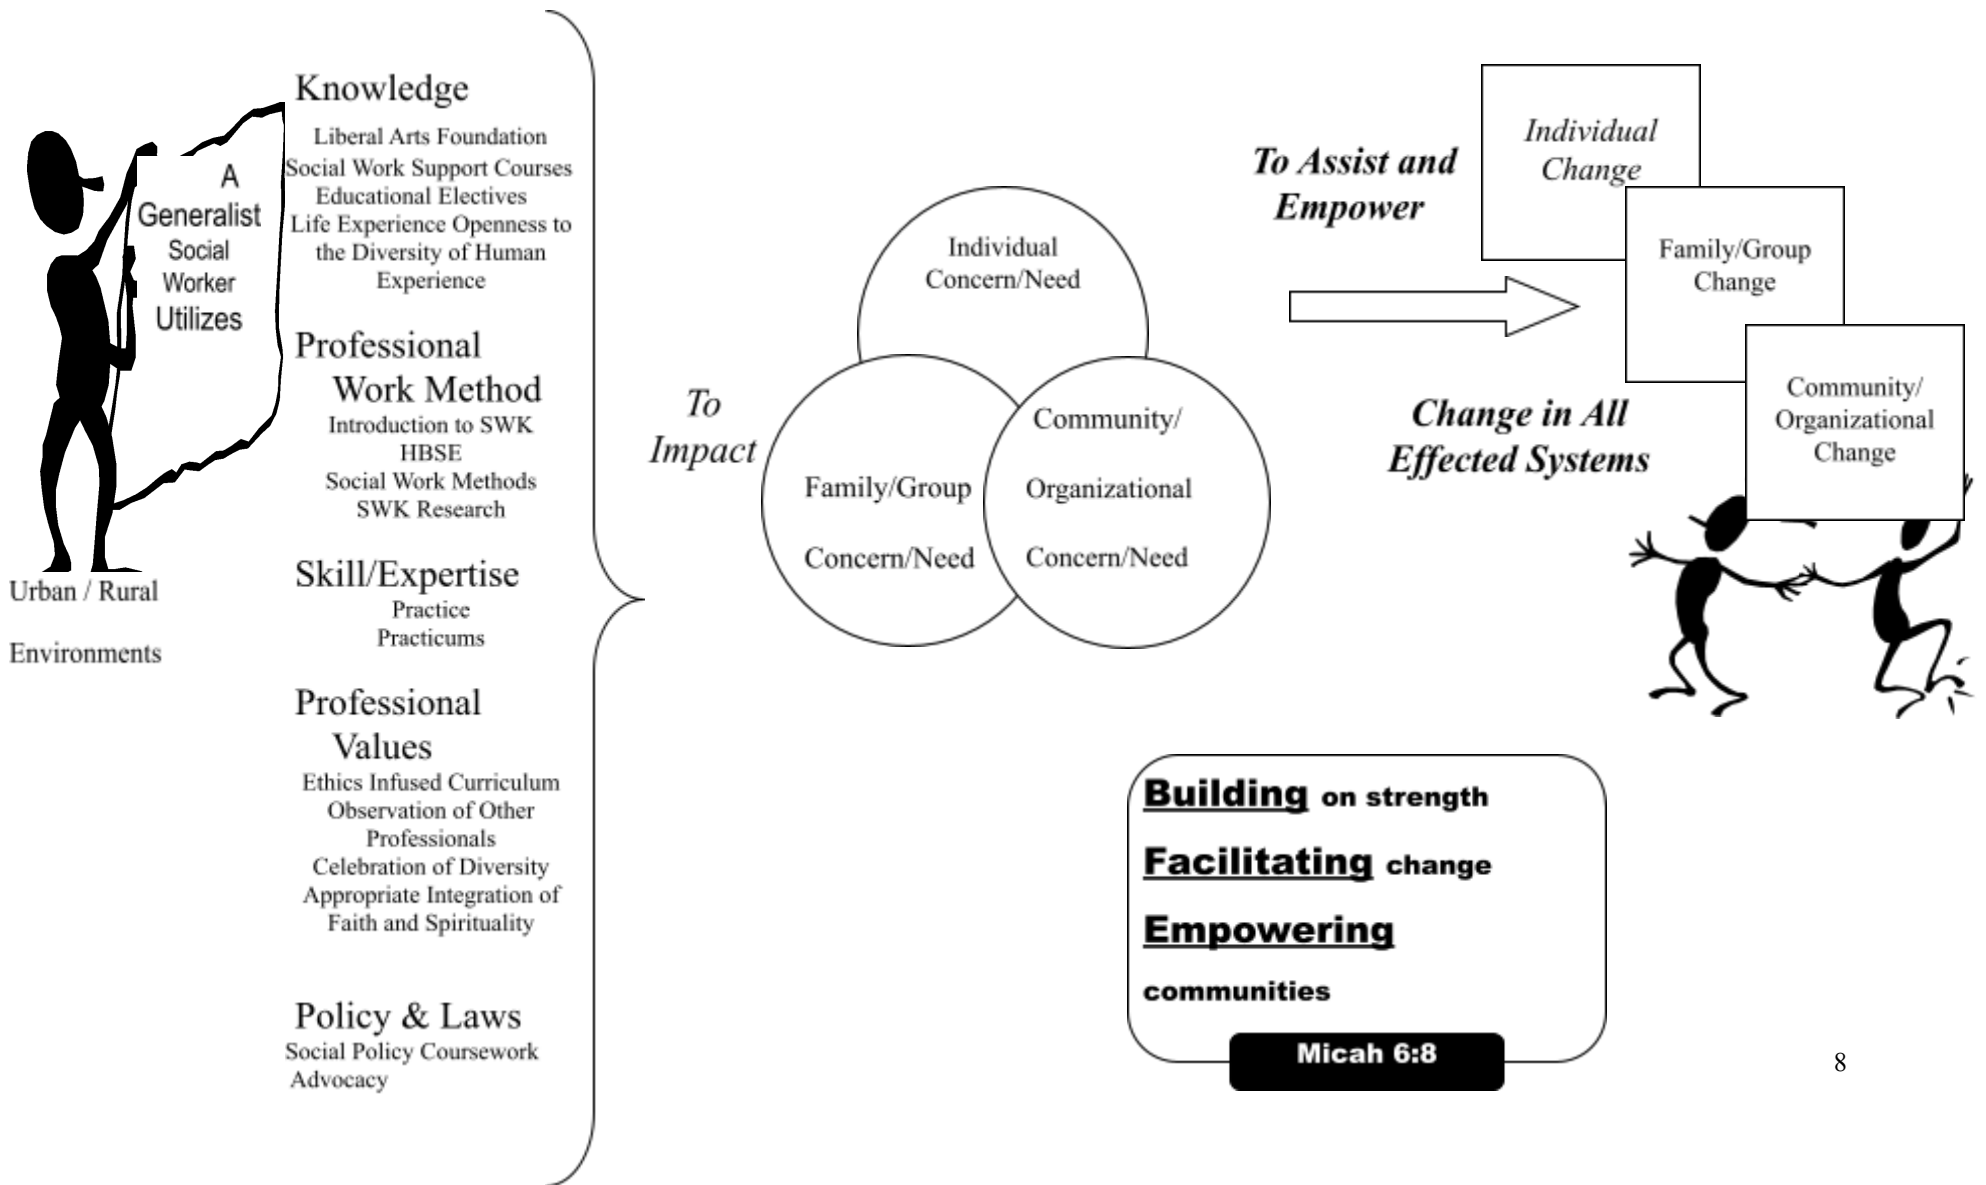 A
Generalist
Social
Worker
Utilizes
Urban / Rural
Environments
Knowledge
Liberal Arts Foundation
Social Work Support Courses
Educational Electives
Life Experience Openness to
the Diversity of Human
Experience
Professional
Work Method
Introduction to SWK
HBSE
Social Work Methods
SWK Research
Skill/Expertise
Practice
Practicums
Professional
Values
Ethics Infused Curriculum
Observation of Other
Professionals
Celebration of Diversity
Appropriate Integration of
Faith and Spirituality
Policy & Laws
Social Policy Coursework
Advocacy
To
Impact
Individual
Concern/Need
Family/Group
Concern/Need
Community/
Organizational
Concern/Need
To Assist and
Empower
Individual
Change
Family/Group
Change
Community/
Organizational
Change
Change in All
Effected Systems
Building on strength
Facilitating change
Empowering
communities
Micah 6:8
8